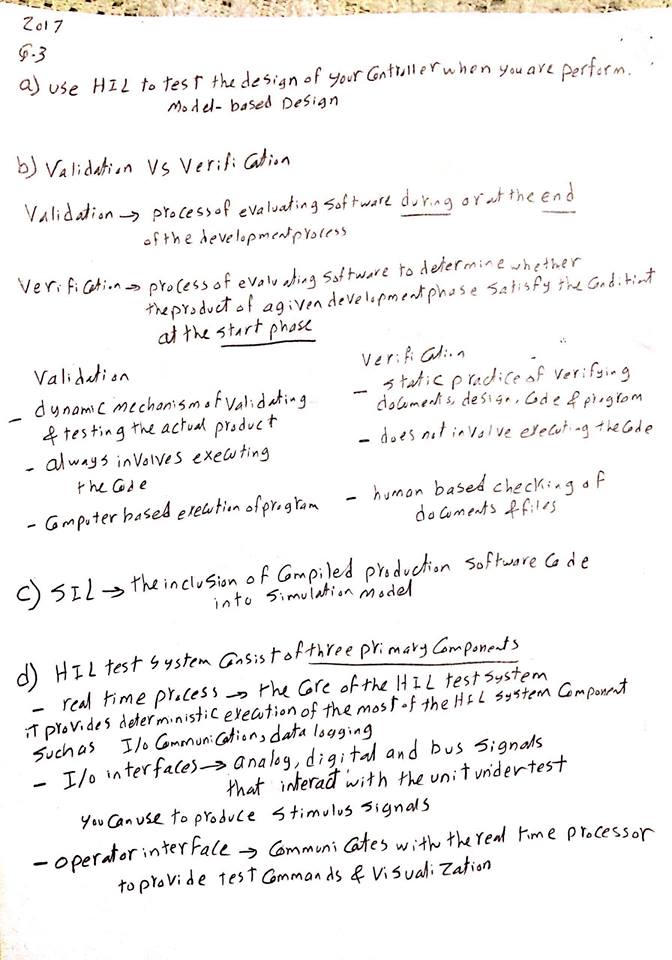 2017
Q.3
a) use HIL to test the design of your Controller when you are perform.
Model-based Design
b) Validation Vs Verification
Validation → process of evaluating software during or at the end
of the development process
Verification → process of evaluating software to determine whether
the product of a given development phase satisfy the
at the start phase
Validation
- dynamic mechanism of Validating
& testing the actual product
- always involves executing
the Code
- Computer based execution of program
Verification
- static practice of verifying
documents, design, Code & program
- does not involve executing the Code
- human based checking of
documents & files
c) SIL → the inclusion of Compiled production software Code
into simulation model
d) HIL test system Consist of three primary Components
- real time process → the Core of the HIL test system
it provides deterministic execution of the most of the HIL system Component
such as I/o Communication, data logging
- I/o interfaces → analog, digital and bus signals
that interact with the unit under test
you Can use to produce stimulus signals
- operator interface → Communicates with the real time processor
to provide test Commands & Visualization